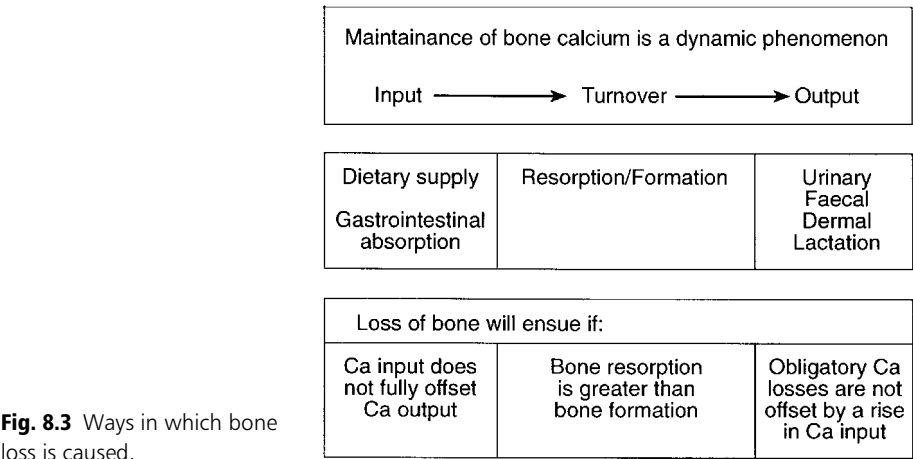 Maintainance of bone calcium is a dynamic phenomenon
Input Turnover Output
Dietary supply
Gastrointestinal
absorption
Resorption/Formation
Urinary
Faecal
Dermal
Lactation
Loss of bone will ensue if:
Ca input does
not fully offset
Ca output
Bone resorption
is greater than
bone formation
Obligatory Ca
losses are not
offset by a rise
in Ca input
Fig. 8.3 Ways in which bone
loss is caused.